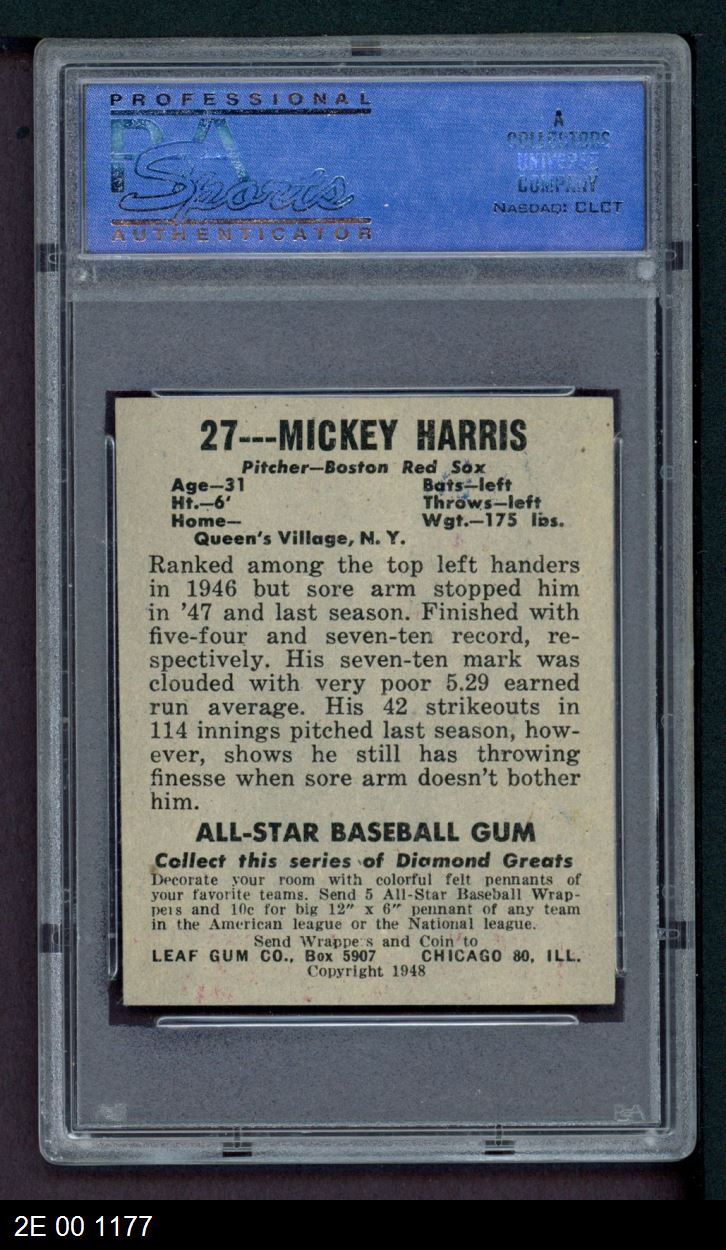 PROFESSIONAL
PSA
Sports
AUTHENTICATOR
A
COLLECTORS
UNIVERSE
COMPANY
NASDAQ: CLCT
27---MICKEY HARRIS
Pitcher—Boston Red Sox
Age—31 Bats—left
Ht.—6' Throws—left
Home— Wgt.—175 lbs.
Queen's Village, N. Y.
Ranked among the top left handers
in 1946 but sore arm stopped him
in '47 and last season. Finished with
five-four and seven-ten record, re-
spectively. His seven-ten mark was
clouded with very poor 5.29 earned
run average. His 42 strikeouts in
114 innings pitched last season, how-
ever, shows he still has throwing
finesse when sore arm doesn't bother
him.
ALL-STAR BASEBALL GUM
Collect this series of Diamond Greats
Decorate your room with colorful felt pennants of
your favorite teams. Send 5 All-Star Baseball Wrap-
pers and 10c for big 12″ x 6″ pennant of any team
in the American league or the National league.
Send Wrappers and Coin to
LEAF GUM CO., Box 5907 CHICAGO 80, ILL.
Copyright 1948
PSA
2E 00 1177